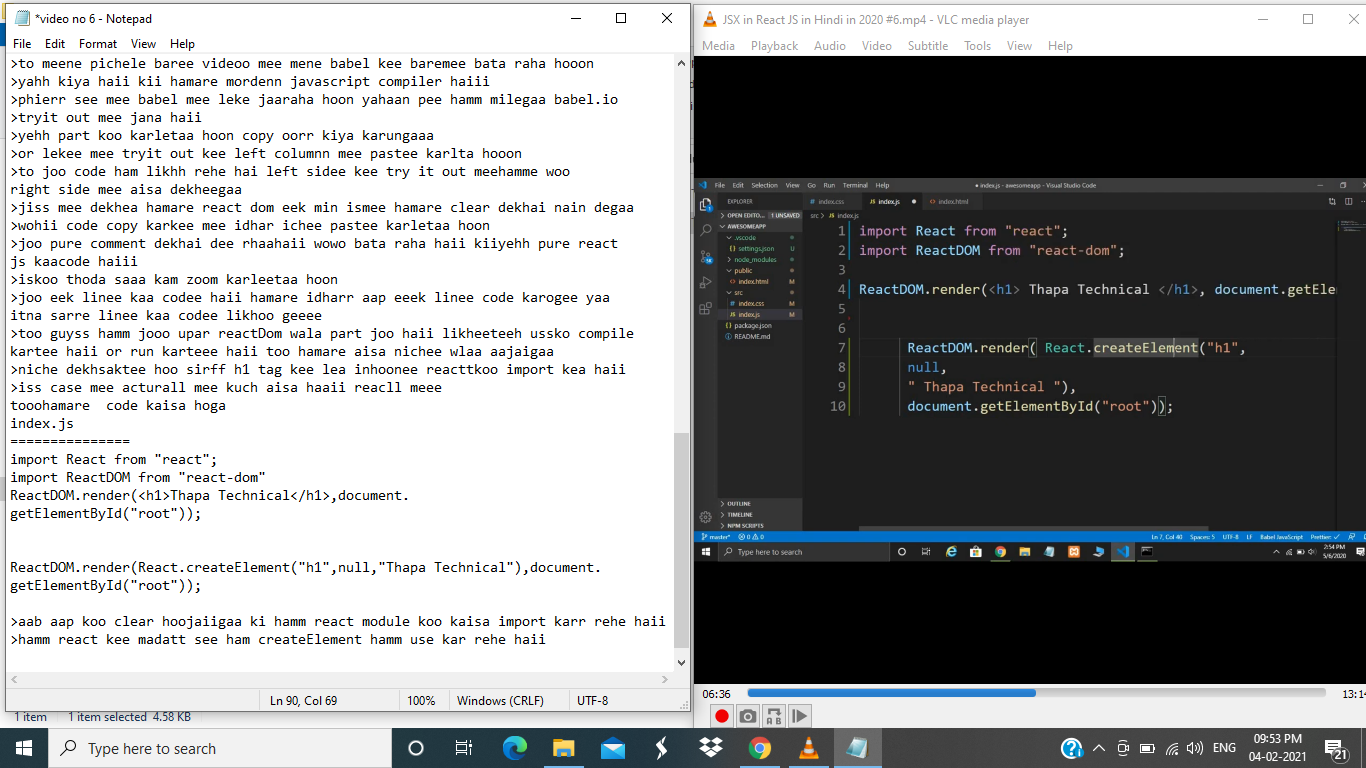 *video no 6 - Notepad
File Edit Format View Help
>to meene pichele baree videoo mee mene babel kee baremee bata raha hooon
>yahh kiya haii kii hamare mordenn javascript compiler haiii
>phierr see mee babel mee leke jaaraha hoon yahaan pee hamm milegaa babel.io
>tryit out mee jana haii
>yehh part koo karletaa hoon copy oorr kiya karungaaa
>or lekee mee tryit out kee left columnn mee pastee karlta hooon
>to joo code ham likhh rehe hai left sidee kee try it out meehamme woo
right side mee aisa dekheegaa
>jiss mee dekhea hamare react dom eek min ismee hamare clear dekhai nain degaa
>wohii code copy karkee mee idhar ichee pastee karletaa hoon
>joo pure comment dekhai dee rhaahaii wowo bata raha haii kiiyehh pure react
js kaacode haiii
>iskoo thoda saaa kam zoom karleetaa hoon
>joo eek linee kaa codee haii hamare idharr aap eeek linee code karogee yaa
itna sarre linee kaa codee likhoo geeee
>too guyss hamm jooo upar reactDom wala part joo haii likheeteeh ussko compile
kartee haii or run karteee haii too hamare aisa nichee wlaa aajaigaa
>niche dekhsaktee hoo sirff h1 tag kee lea inhoonee reacttkoo import kea haii
>iss case mee acturall mee kuch aisa haaii reacll meee
tooohamare  code kaisa hoga
index.js
===============
import React from "react";
import ReactDOM from "react-dom"
ReactDOM.render(<h1>Thapa Technical</h1>,document.
getElementById("root"));
ReactDOM.render(React.createElement("h1",null,"Thapa Technical"),document.
getElementById("root"));
>aab aap koo clear hoojaiigaa ki hamm react module koo kaisa import karr rehe haii
>hamm react kee madatt see ham createElement hamm use kar rehe haii
Ln 90, Col 69 100% Windows (CRLF) UTF-8
1 item 1 item selected 4.58 KB
JSX in React JS in Hindi in 2020 #6.mp4 - VLC media player
Media Playback Audio Video Subtitle Tools View Help
File Edit Selection View Go Run Terminal Help
● index.js - awesomeapp - Visual Studio Code
EXPLORER
OPEN EDITO... 1 UNSAVED
AWESOMEAPP
.vscode
settings.json U
node_modules
public
index.html M
src
index.css M
index.js M
package.json
README.md
OUTLINE
TIMELINE
NPM SCRIPTS
index.css index.js index.html
src > index.js
1 import React from "react";
2 import ReactDOM from "react-dom";
3
4 ReactDOM.render(<h1> Thapa Technical </h1>, document.getEle
5
6
7 ReactDOM.render( React.createElement("h1",
8 null,
9 " Thapa Technical "),
10 document.getElementById("root"));
master* 0 0 Ln 7, Col 40 Spaces: 5 UTF-8 LF Babel JavaScript Prettier: ✓
Type here to search
2:54 PM
5/6/2020
06:36 13:14
Type here to search
ENG
09:53 PM
04-02-2021
21